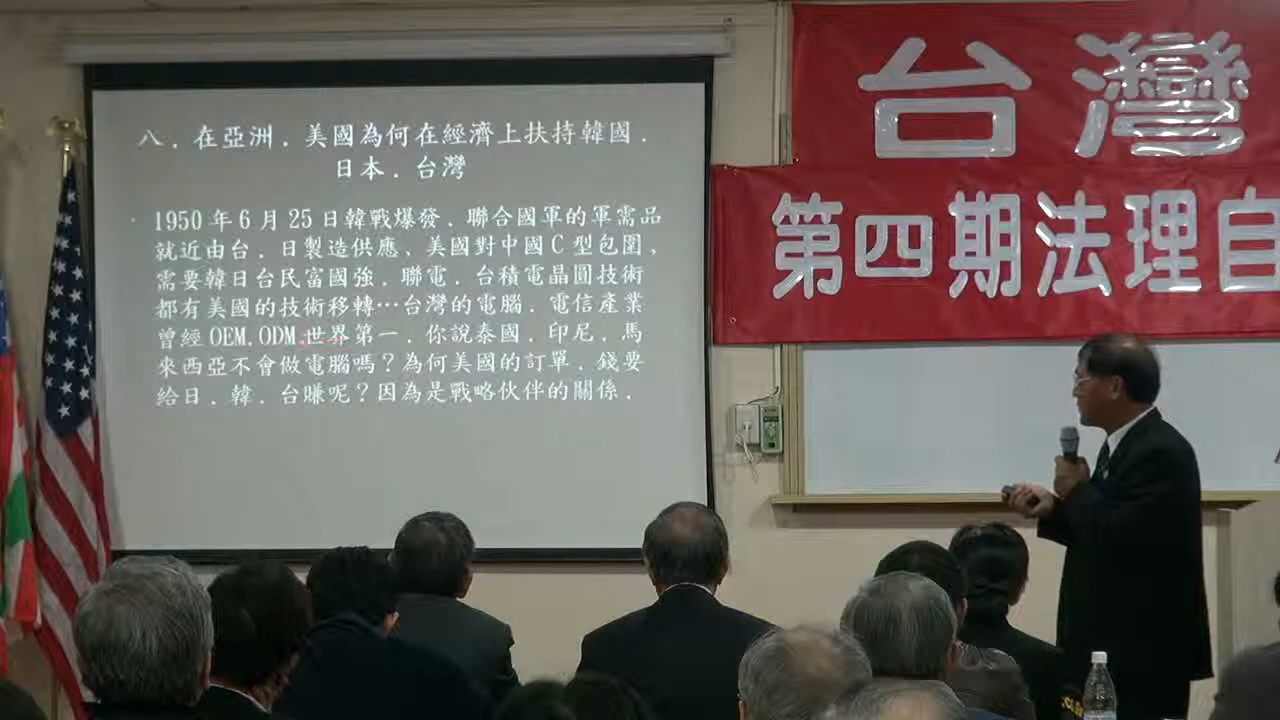 八．在亞洲．美國為何在經濟上扶持韓國．
日本．台灣
1950 年 6 月 25 日韓戰爆發．聯合國軍的軍需品
就近由台．日製造供應，美國對中國 C 型包圍，
需要韓日台民富國強．聯電．台積電晶圓技術
都有美國的技術移轉…台灣的電腦．電信產業
曾經 OEM.ODM.世界第一．你說泰國．印尼．馬
來西亞不會做電腦嗎？為何美國的訂單．錢要
給日．韓．台賺呢？因為是戰略伙伴的關係．
台灣
第四期法理自